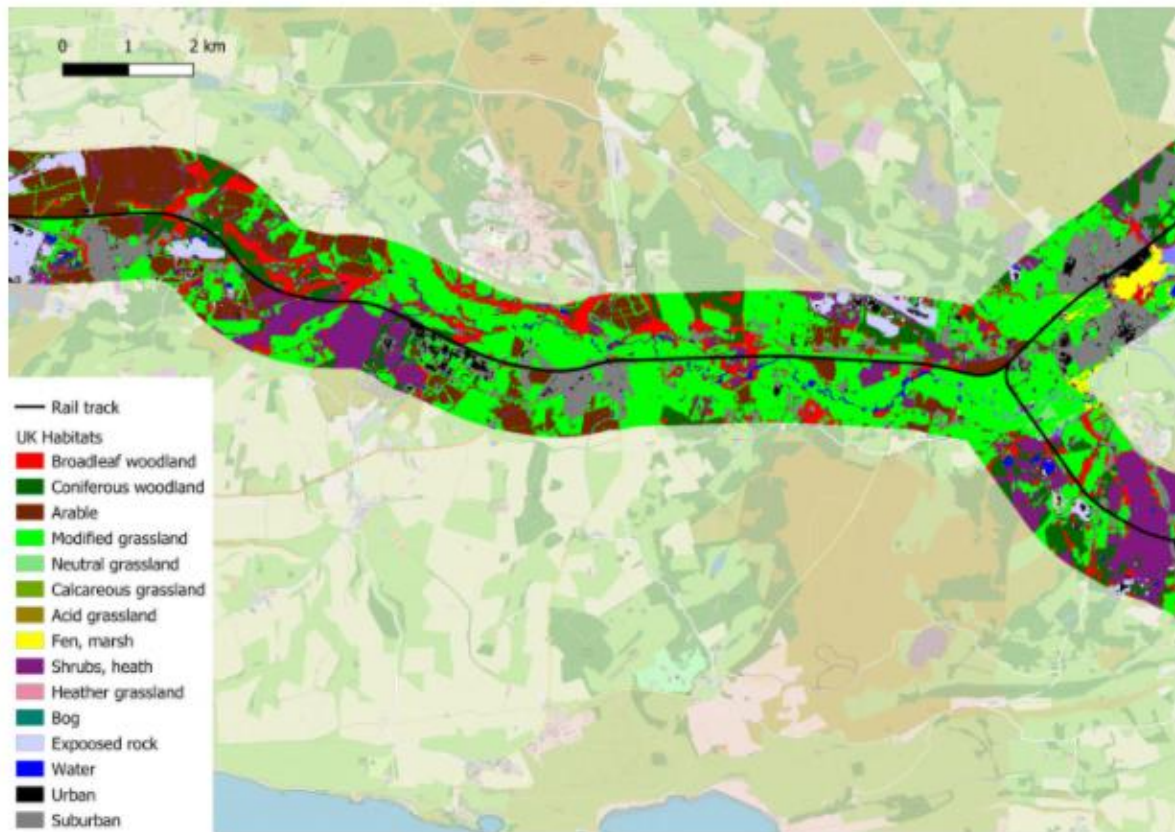 0 1 2 km
Rail track
UK Habitats
Broadleaf woodland
Coniferous woodland
Arable
Modified grassland
Neutral grassland
Calcareous grassland
Acid grassland
Fen, marsh
Shrubs, heath
Heather grassland
Bog
Expoosed rock
Water
Urban
Suburban